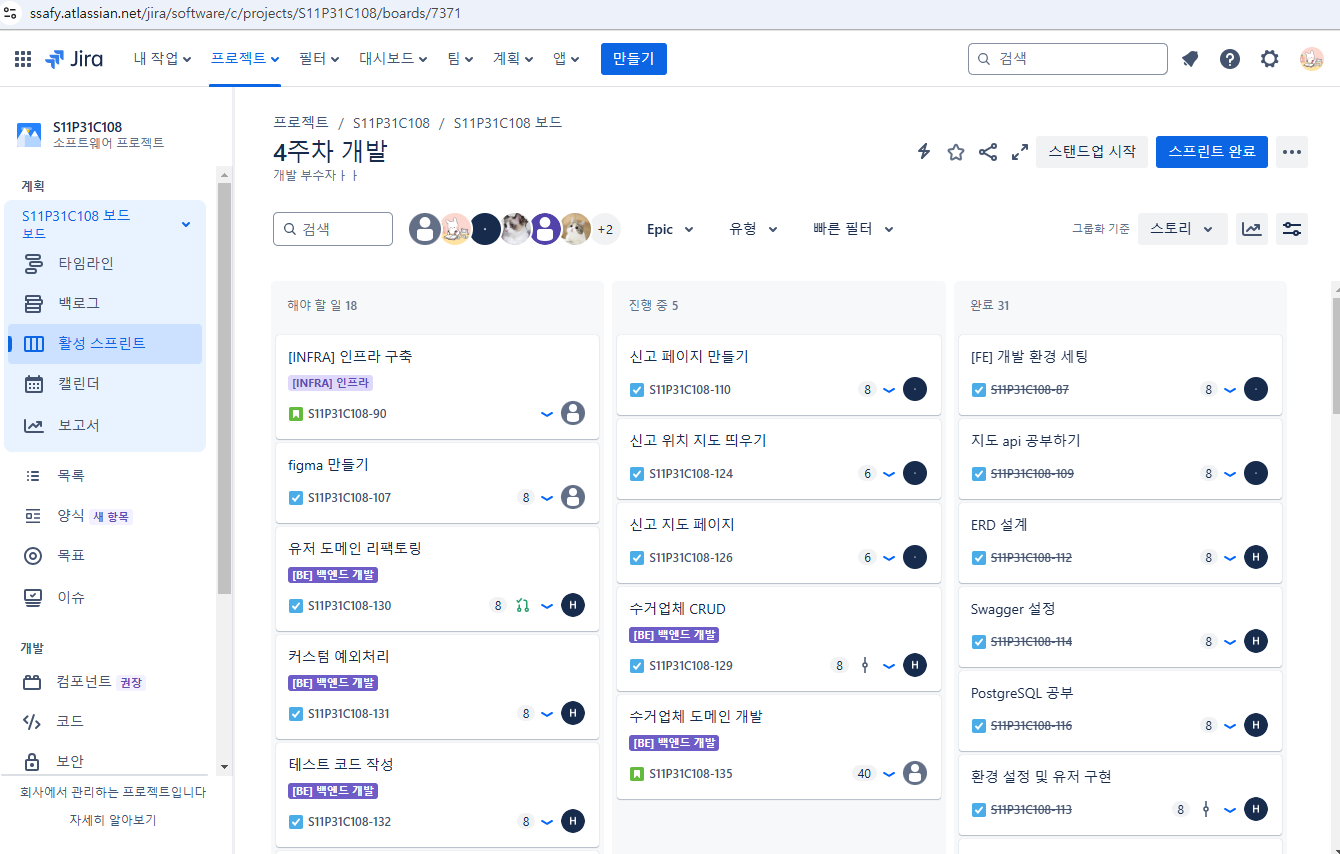 ssafy.atlassian.net/jira/software/c/projects/S11P31C108/boards/7371
Jira 내 작업 프로젝트 필터 대시보드 팀 계획 앱 만들기 검색
S11P31C108
소프트웨어 프로젝트
계획
S11P31C108 보드
보드
타임라인
백로그
활성 스프린트
캘린더
보고서
목록
양식 새 항목
목표
이슈
개발
컴포넌트 권장
코드
보안
회사에서 관리하는 프로젝트입니다
자세히 알아보기
프로젝트 / S11P31C108 / S11P31C108 보드
4주차 개발
개발 부수자ㅏㅏ
스탠드업 시작 스프린트 완료
검색 +2 Epic 유형 빠른 필터 그룹화 기준 스토리
해야 할 일 18
[INFRA] 인프라 구축
[INFRA] 인프라
S11P31C108-90
figma 만들기
S11P31C108-107 8
유저 도메인 리팩토링
[BE] 백엔드 개발
S11P31C108-130 8 H
커스텀 예외처리
[BE] 백엔드 개발
S11P31C108-131 8 H
테스트 코드 작성
[BE] 백엔드 개발
S11P31C108-132 8 H
진행 중 5
신고 페이지 만들기
S11P31C108-110 8
신고 위치 지도 띄우기
S11P31C108-124 6
신고 지도 페이지
S11P31C108-126 6
수거업체 CRUD
[BE] 백엔드 개발
S11P31C108-129 8 H
수거업체 도메인 개발
[BE] 백엔드 개발
S11P31C108-135 40
완료 31
[FE] 개발 환경 세팅
S11P31C108-87 8
지도 api 공부하기
S11P31C108-109 8
ERD 설계
S11P31C108-112 8 H
Swagger 설정
S11P31C108-114 8 H
PostgreSQL 공부
S11P31C108-116 8 H
환경 설정 및 유저 구현
S11P31C108-113 8 H